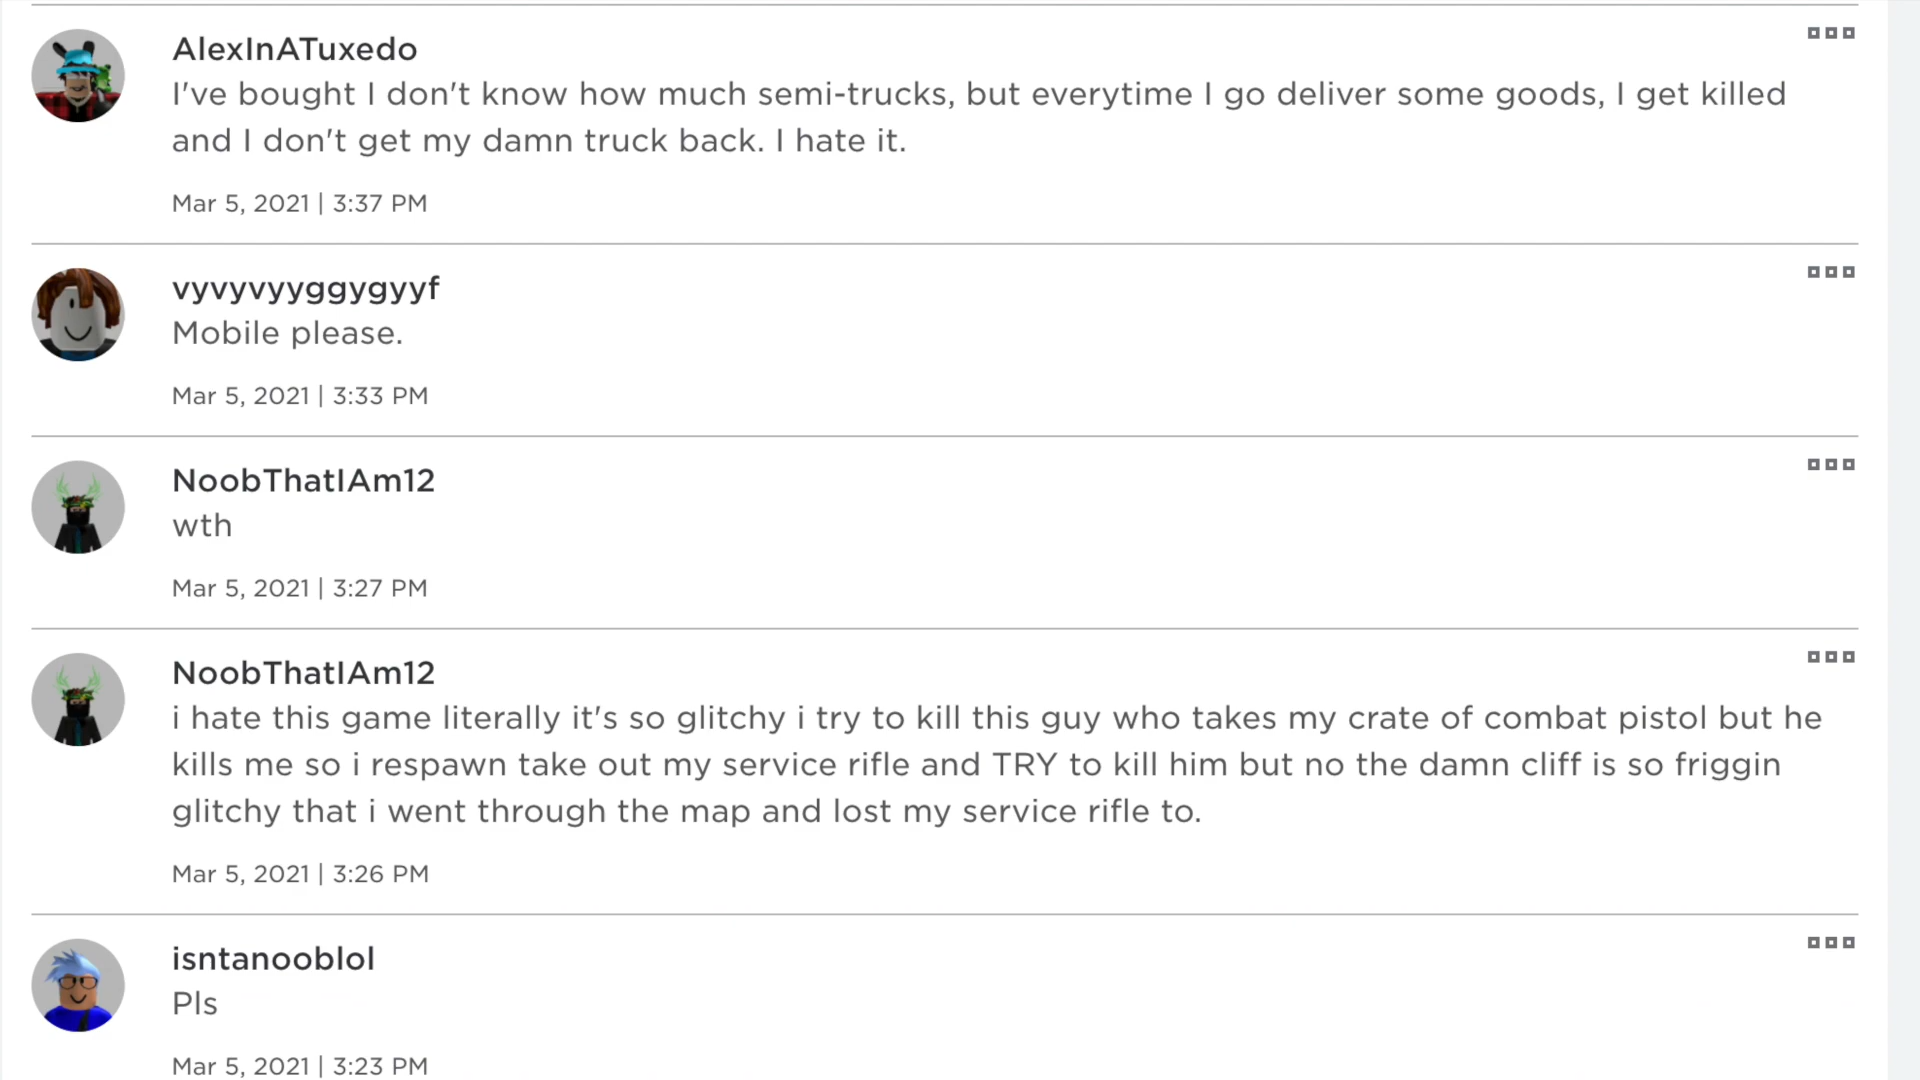 AlexInATuxedo
I've bought I don't know how much semi-trucks, but everytime I go deliver some goods, I get killed
and I don't get my damn truck back. I hate it.
Mar 5, 2021 | 3:37 PM
vyvyvyyggygyyf
Mobile please.
Mar 5, 2021 | 3:33 PM
NoobThatIAm12
wth
Mar 5, 2021 | 3:27 PM
NoobThatIAm12
i hate this game literally it's so glitchy i try to kill this guy who takes my crate of combat pistol but he
kills me so i respawn take out my service rifle and TRY to kill him but no the damn cliff is so friggin
glitchy that i went through the map and lost my service rifle to.
Mar 5, 2021 | 3:26 PM
isntanooblol
Pls
Mar 5, 2021 | 3:23 PM